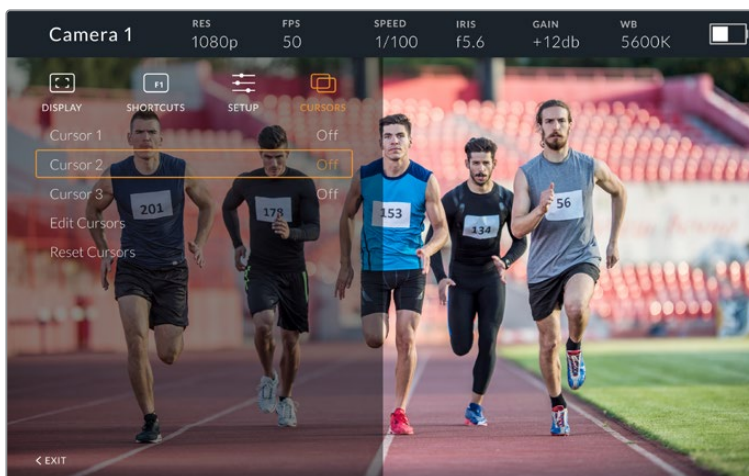 Camera 1
RES
1080p
FPS
50
SPEED
1/100
IRIS
f5.6
GAIN
+12db
WB
5600K
F1
DISPLAY
SHORTCUTS
SETUP
CURSORS
Cursor 1 Off
Cursor 2 Off
Cursor 3 Off
Edit Cursors
Reset Cursors
201
178
153
134
56
< EXIT